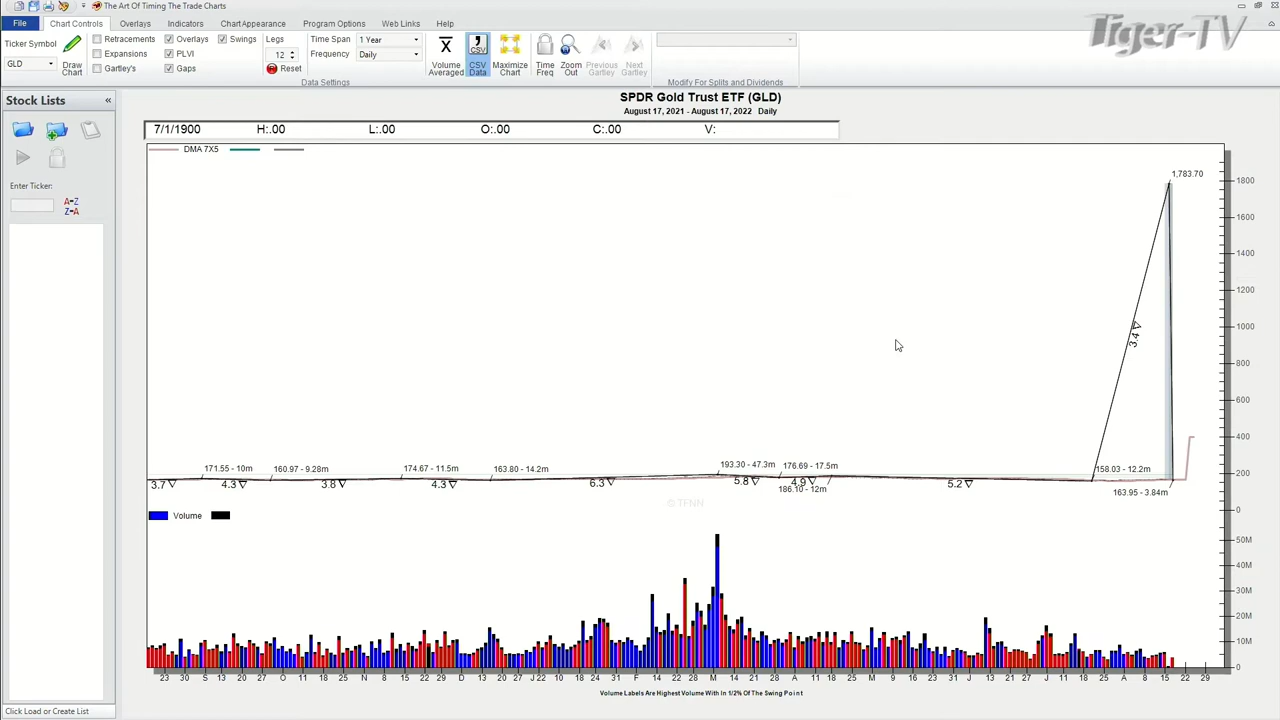 The Art Of Timing The Trade Charts
Tiger-TV
File Chart Controls Overlays Indicators Chart Appearance Program Options Web Links Help
Ticker Symbol
GLD
Draw Chart
Retracements
Expansions
Gartley's
Overlays
PLVI
Gaps
Swings
Legs
12
Reset
Time Span 1 Year
Frequency Daily
Data Settings
Volume Averaged
CSV
CSV Data
Maximize Chart
Time Freq
Zoom Out
Previous Gartley
Next Gartley
Modify For Splits and Dividends
Stock Lists «
Enter Ticker:
A-Z
Z-A
Click Load or Create List
SPDR Gold Trust ETF (GLD)
August 17, 2021 - August 17, 2022 Daily
7/1/1900 H:.00 L:.00 O:.00 C:.00 V:
DMA 7X5
1,783.70
1800
1600
1400
1200
1000
800
600
400
200
0
3.4
171.55 - 10m 160.97 - 9.28m 174.67 - 11.5m 163.80 - 14.2m 193.30 - 47.3m 176.69 - 17.5m 158.03 - 12.2m
3.7 4.3 3.8 4.3 6.3 5.8 4.9 5.2
186.10 - 12m 163.95 - 3.84m
© TFNN
Volume
50M
40M
30M
20M
10M
0
23 30 S 13 20 27 O 11 18 25 N 8 15 22 D 13 20 27 J22 10 18 24 F 14 22 28 M 14 21 28 A 11 18 25 M 9 16 23 J 13 21 27 J 11 18 25 A 8 15 22 29
Volume Labels Are Highest Volume With In 1/2% Of The Swing Point